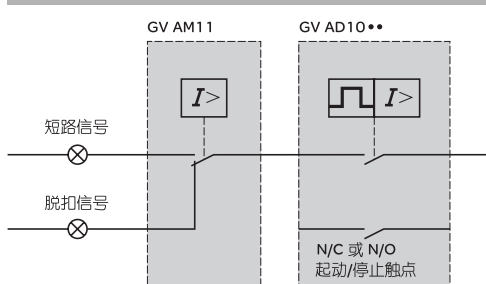 GV AM11
GV AD10••
I>
I>
短路信号
脱扣信号
N/C 或 N/O
起动/停止触点